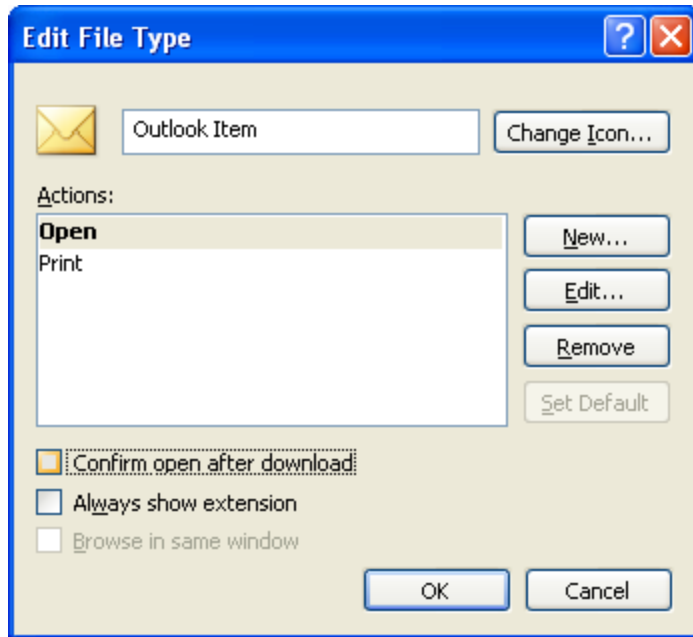 Edit File Type
?
Outlook Item
Change Icon...
Actions:
Open
Print
New...
Edit...
Remove
Set Default
Confirm open after download
Always show extension
Browse in same window
OK
Cancel